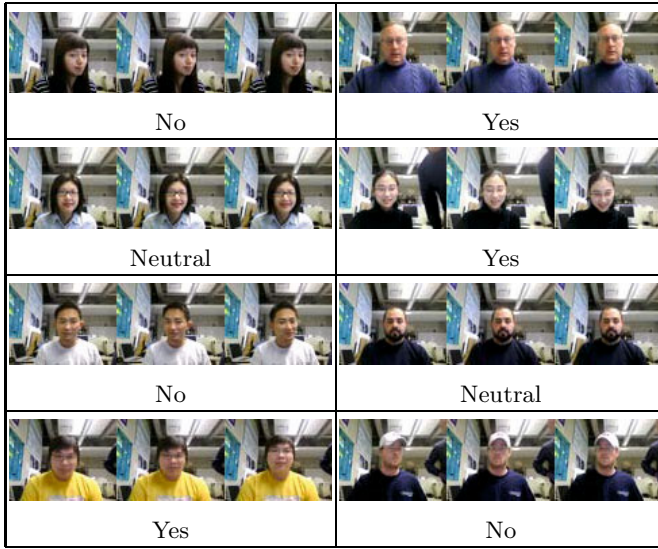 No
Yes
Neutral
Yes
No
Neutral
Yes
No